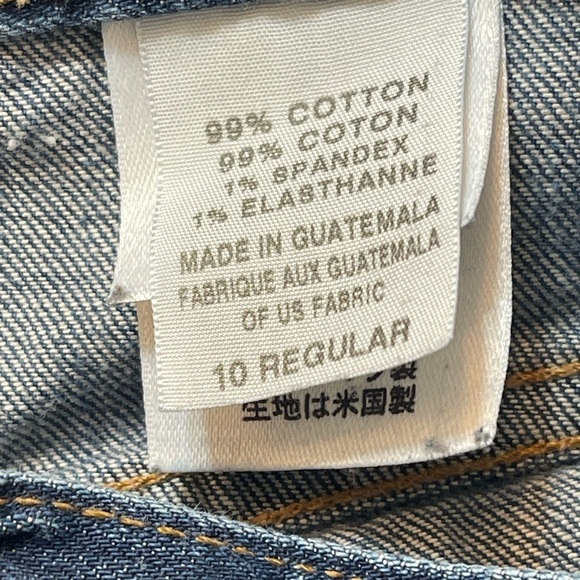 99% COTTON
99% COTON
1% SPANDEX
1% ELASTHANNE
MADE IN GUATEMALA
FABRIQUE AUX GUATEMALA
OF US FABRIC
10 REGULAR
製
生地は米国製